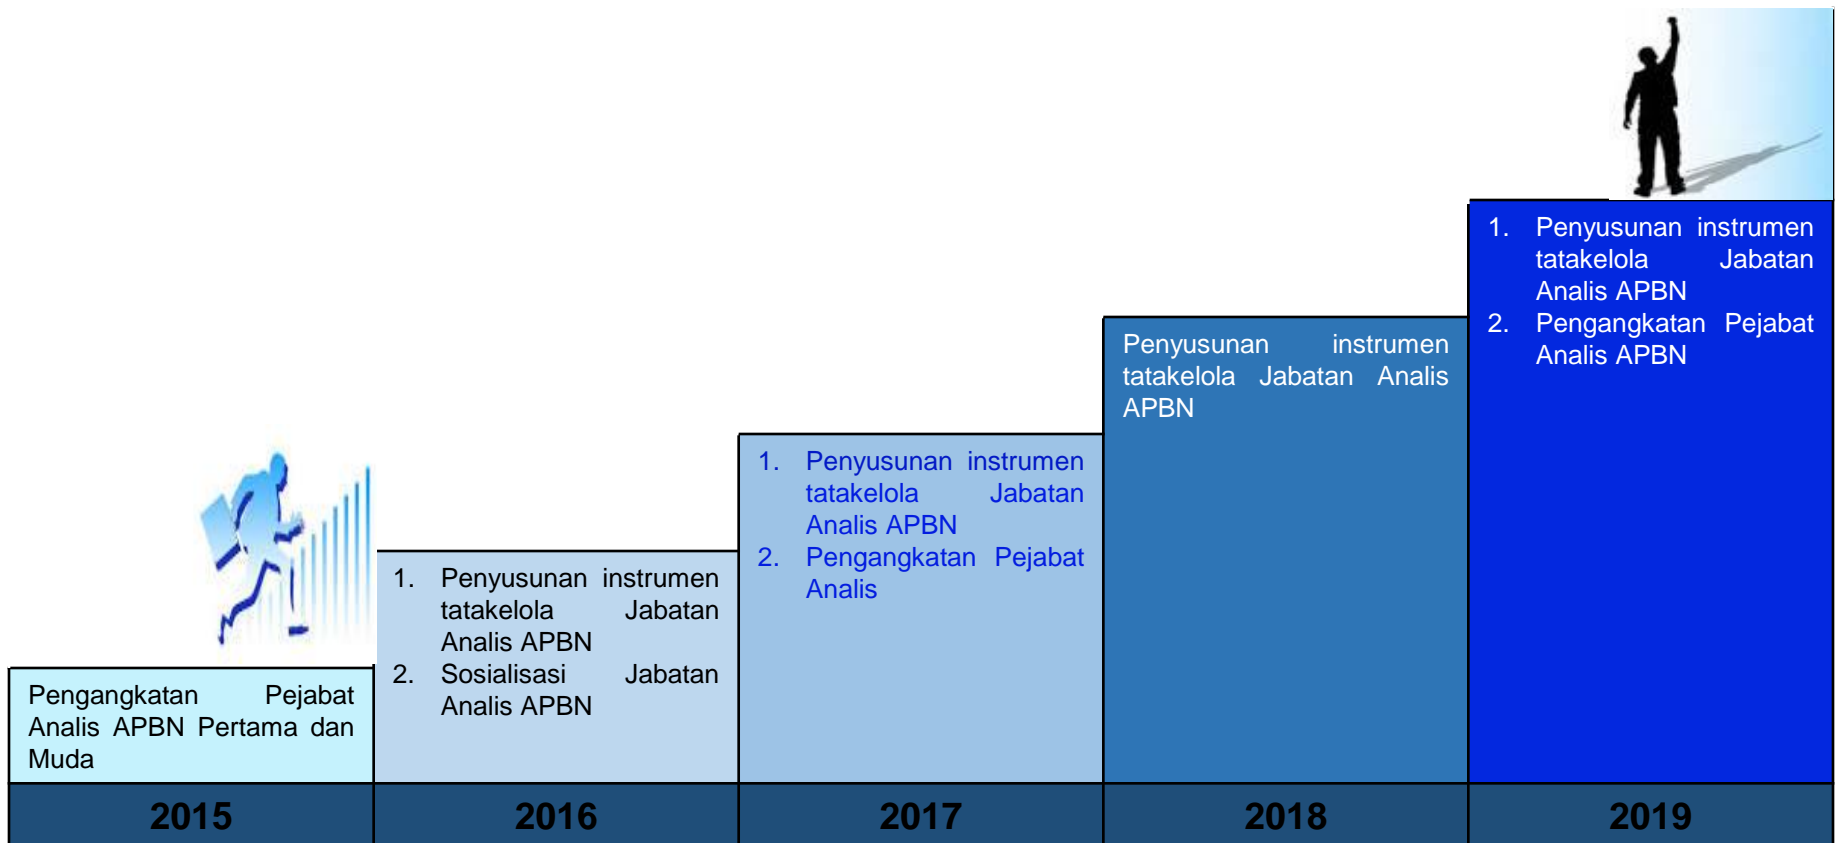 Pengangkatan Pejabat
Analis APBN Pertama dan
Muda
2015
1. Penyusunan instrumen
tatakelola Jabatan
Analis APBN
2. Sosialisasi Jabatan
Analis APBN
2016
1. Penyusunan instrumen
tatakelola Jabatan
Analis APBN
2. Pengangkatan Pejabat
Analis
2017
Penyusunan instrumen
tatakelola Jabatan Analis
APBN
2018
1. Penyusunan instrumen
tatakelola Jabatan
Analis APBN
2. Pengangkatan Pejabat
Analis APBN
2019